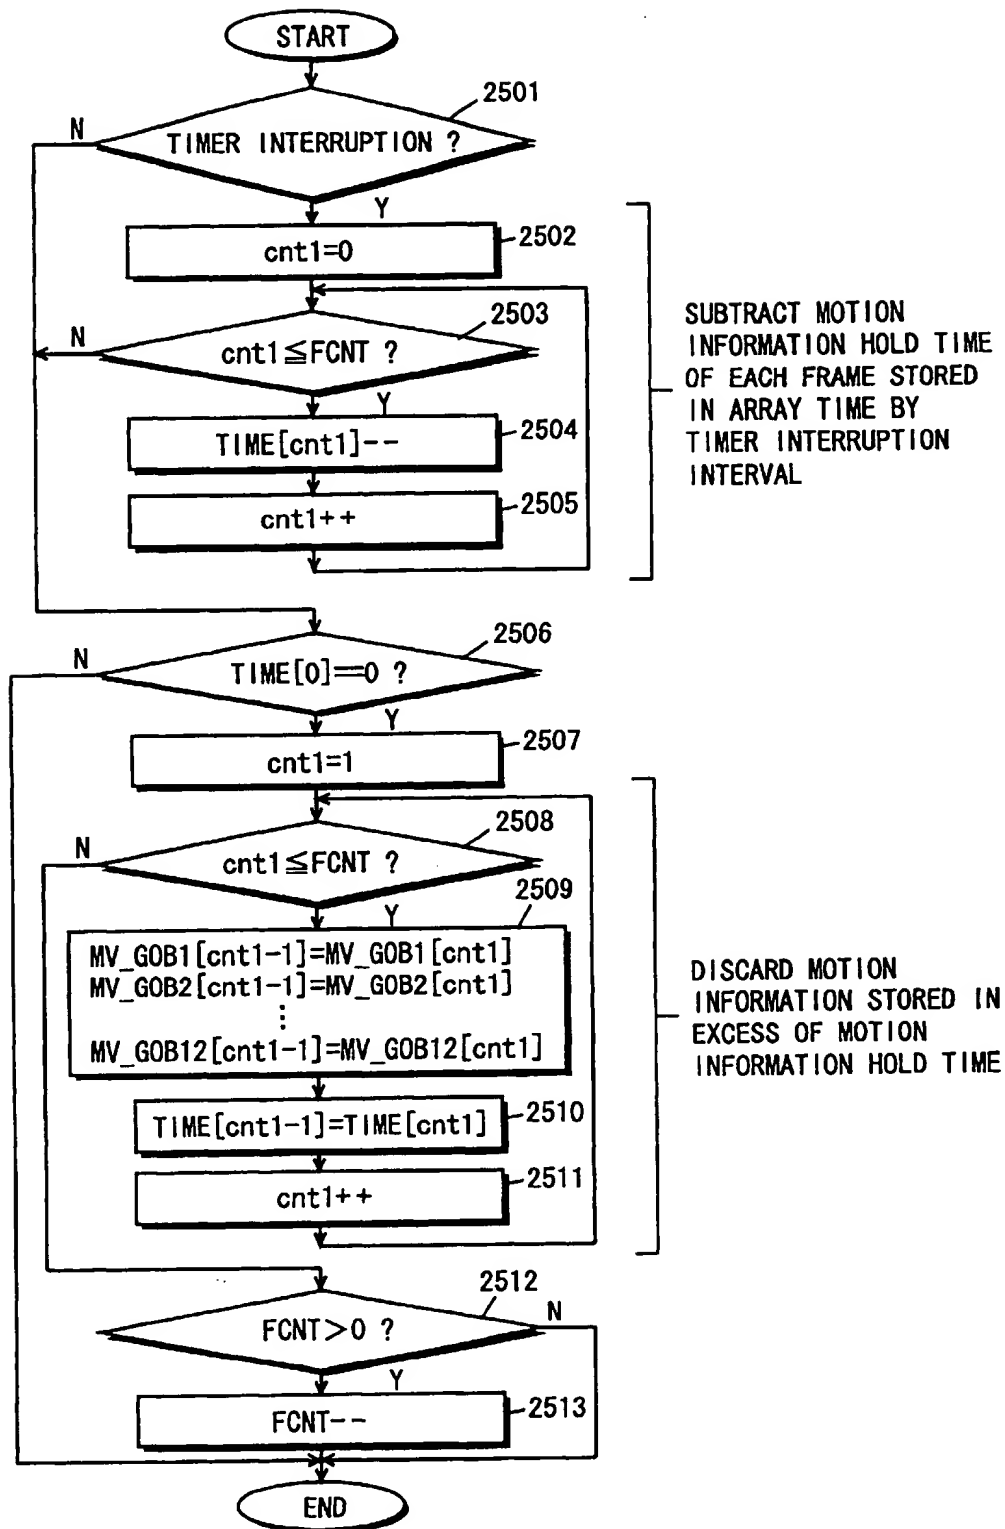 START
2501
N
TIMER INTERRUPTION ?
Y
cnt1=0
2502
N
2503
cnt1≦FCNT ?
Y
TIME[cnt1]--
2504
cnt1++
2505
SUBTRACT MOTION
INFORMATION HOLD TIME
OF EACH FRAME STORED
IN ARRAY TIME BY
TIMER INTERRUPTION
INTERVAL
2506
N
TIME[0]==0 ?
Y
cnt1=1
2507
2508
N
cnt1≦FCNT ?
Y
2509
MV_GOB1[cnt1-1]=MV_GOB1[cnt1]
MV_GOB2[cnt1-1]=MV_GOB2[cnt1]
⋮
MV_GOB12[cnt1-1]=MV_GOB12[cnt1]
TIME[cnt1-1]=TIME[cnt1]
2510
cnt1++
2511
DISCARD MOTION
INFORMATION STORED IN
EXCESS OF MOTION
INFORMATION HOLD TIME
2512
N
FCNT>0 ?
Y
FCNT--
2513
END